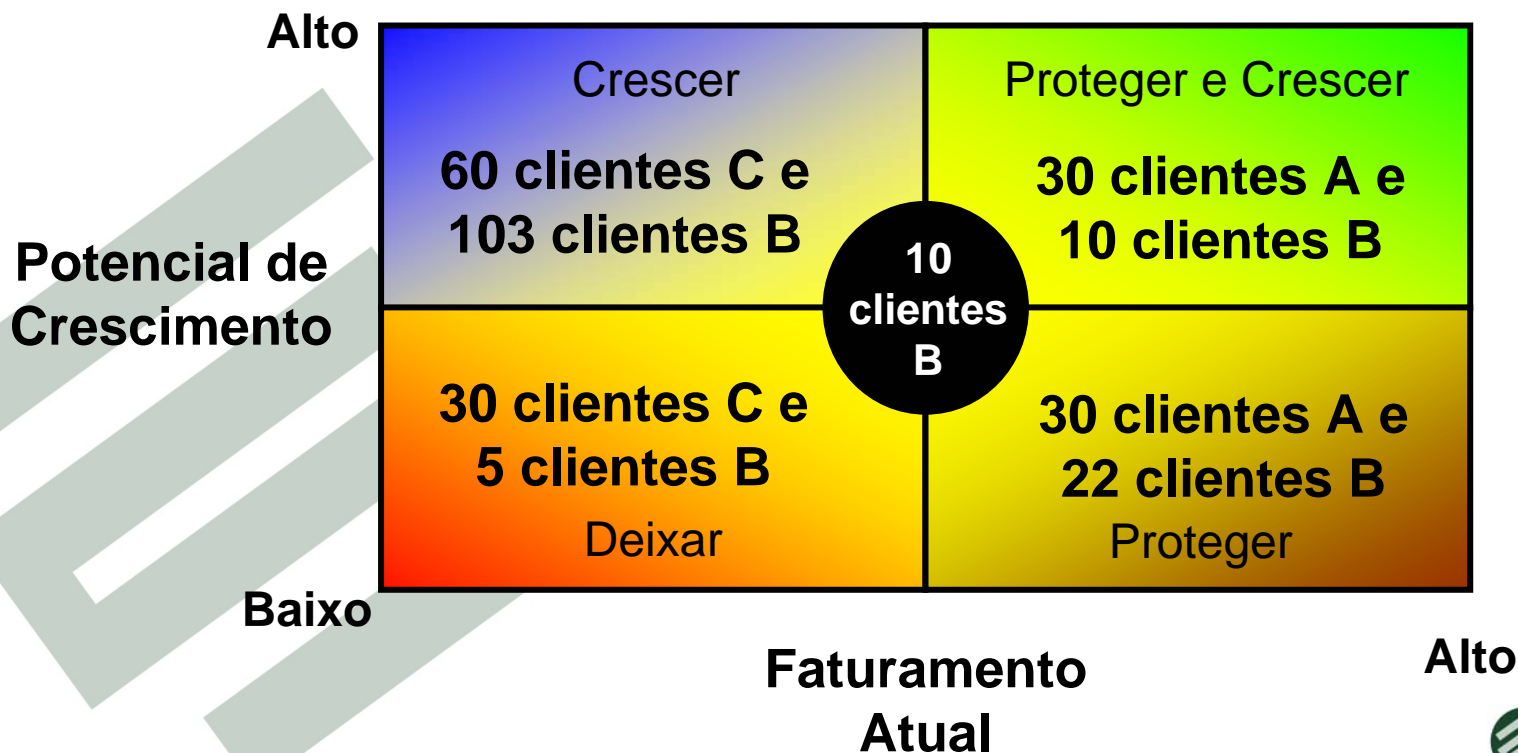 Alto
Crescer
Proteger e Crescer
60 clientes C e
103 clientes B
30 clientes A e
10 clientes B
Potencial de
Crescimento
10
clientes
B
30 clientes C e
5 clientes B
30 clientes A e
22 clientes B
Deixar
Proteger
Baixo
Faturamento
Atual
Alto